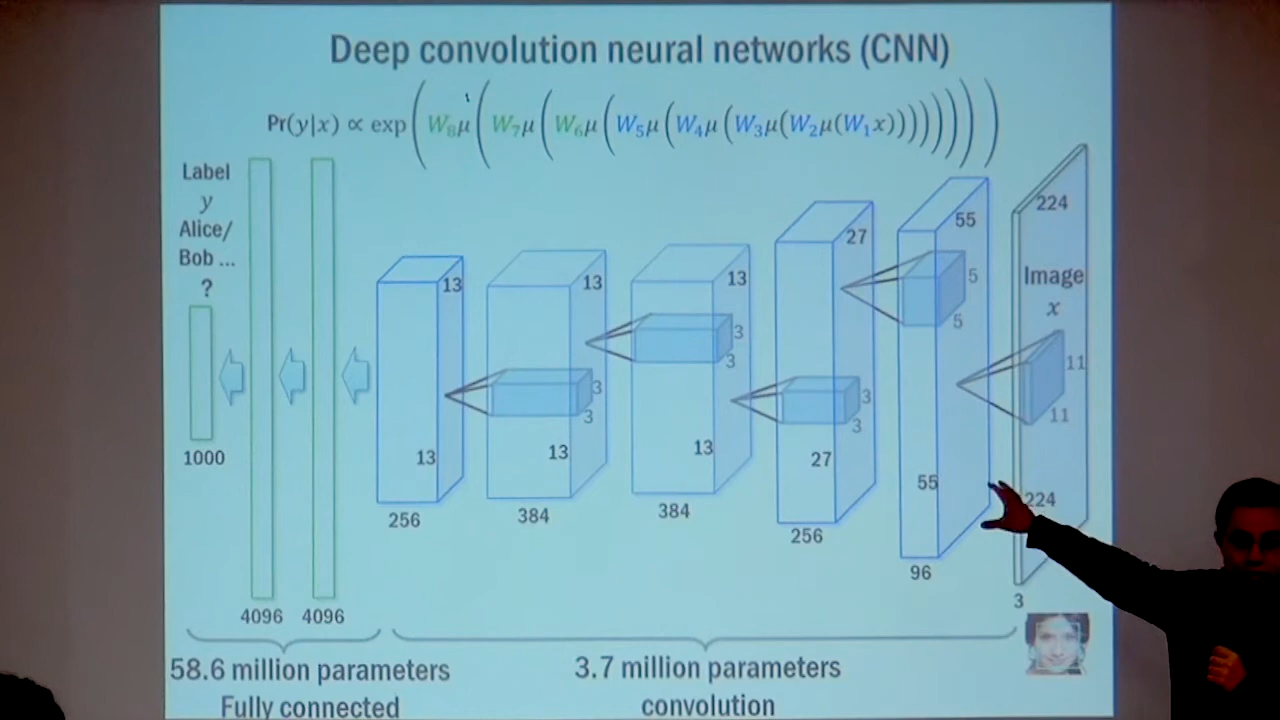 Deep convolution neural networks (CNN)
Pr(y|x) ∝ exp(W₈μ(W₇μ(W₆μ(W₅μ(W₄μ(W₃μ(W₂μ(W₁x))))))))
Label
y
Alice/
Bob ...
?
1000
4096
4096
13
13
256
13
3
3
13
384
13
3
3
13
384
27
3
3
27
256
55
5
5
55
96
224
Image
x
11
11
224
3
58.6 million parameters
Fully connected
3.7 million parameters
convolution